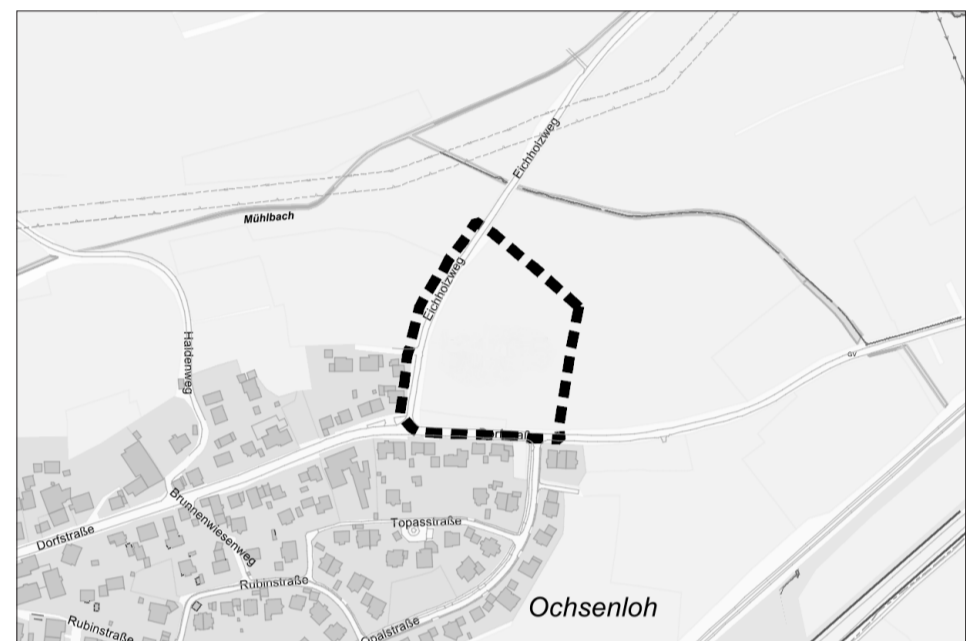 Eichholzweg
Mühlbach
Eichholzweg
Haldenweg
GV
Dorfstraße
Brunnenwiesenweg
Topasstraße
Rubinstraße
Ochsenloh
Rubinstraße
Opalstraße